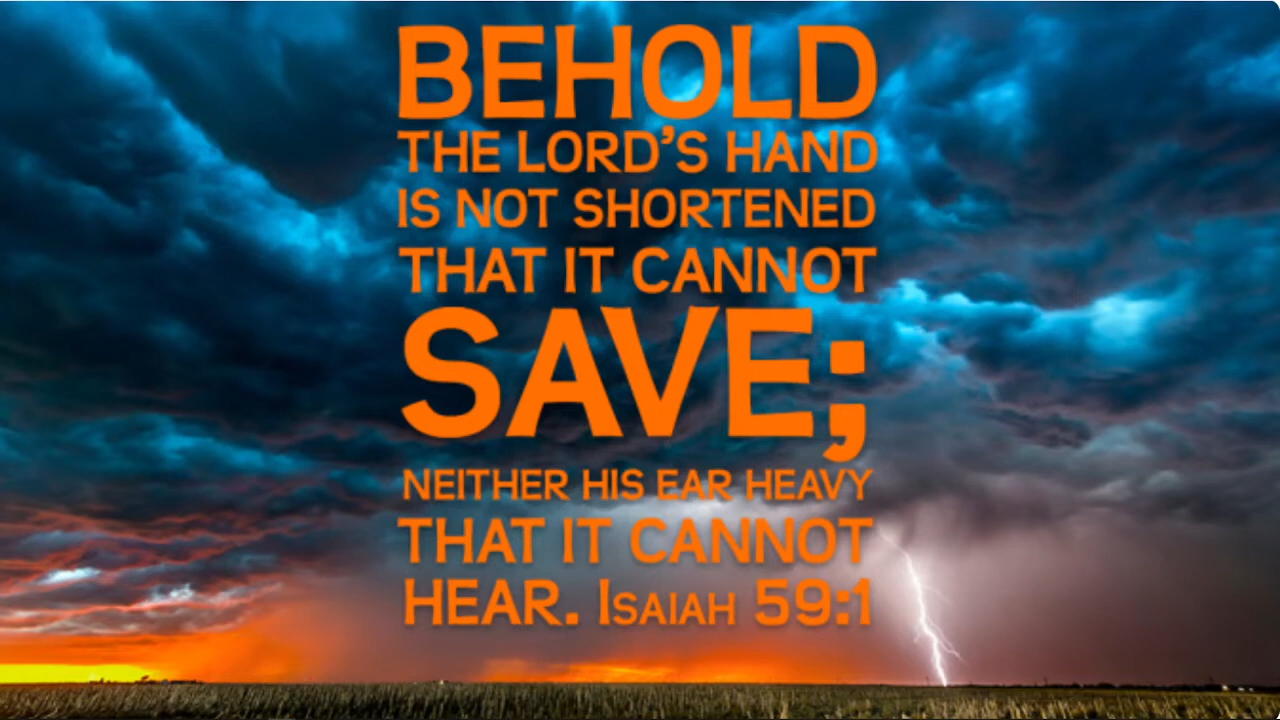 BEHOLD
THE LORD’S HAND
IS NOT SHORTENED
THAT IT CANNOT
SAVE;
NEITHER HIS EAR HEAVY
THAT IT CANNOT
HEAR. ISAIAH 59:1